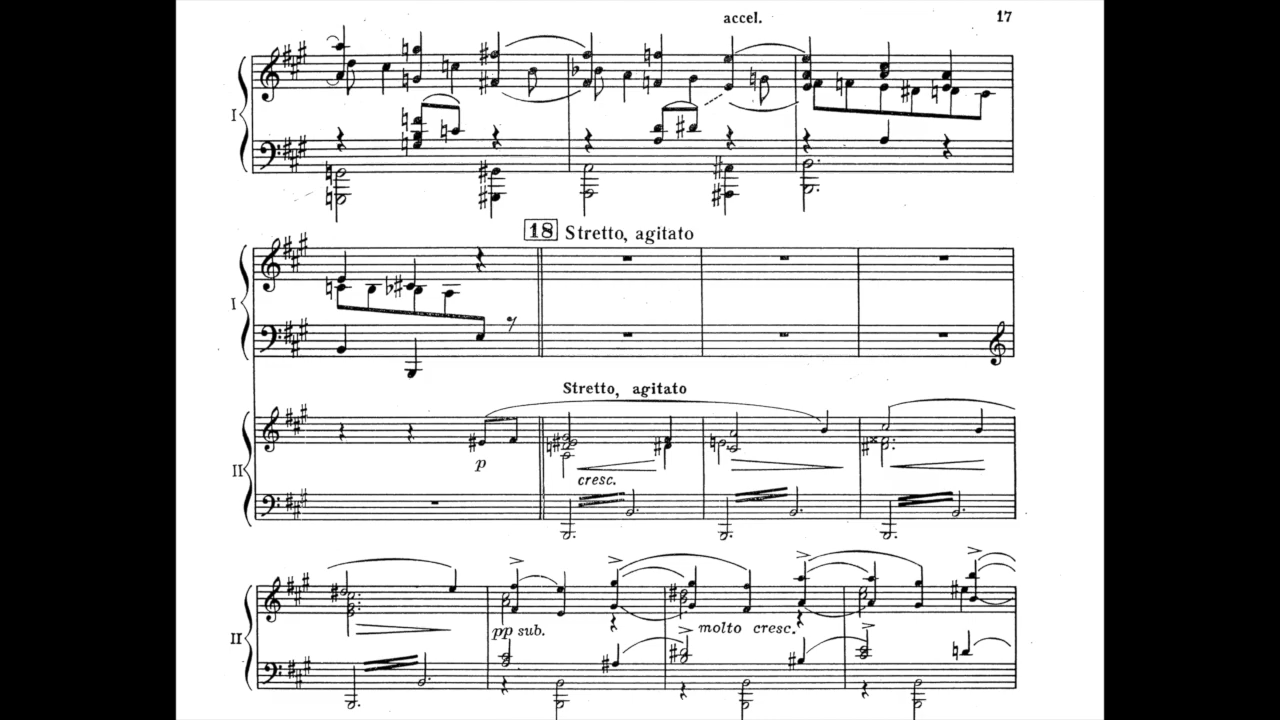 accel.
17
I
18 Stretto, agitato
I
Stretto, agitato
p
II
cresc.
pp sub.
molto cresc.
II